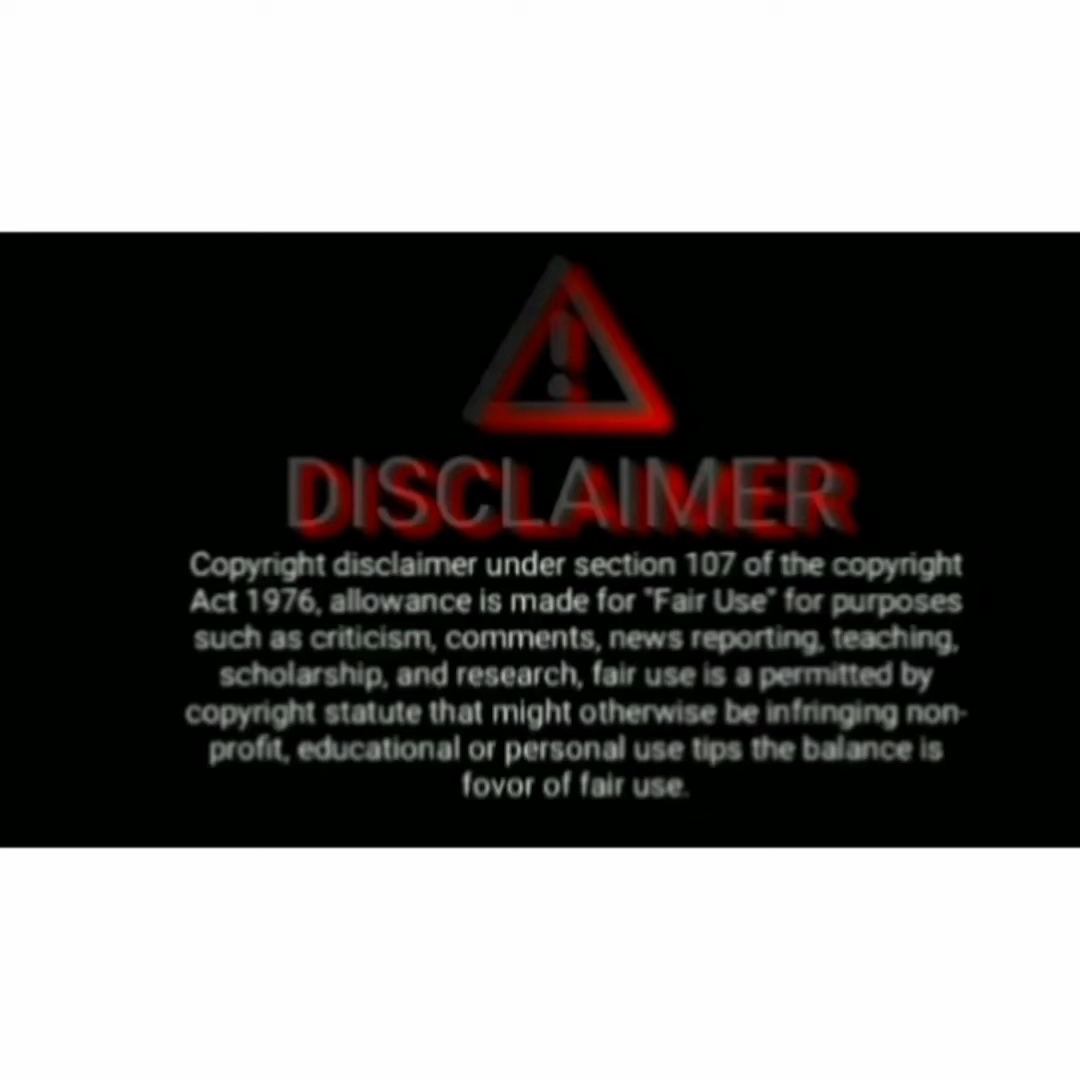 DISCLAIMER
Copyright disclaimer under section 107 of the copyright
Act 1976, allowance is made for "Fair Use" for purposes
such as criticism, comments, news reporting, teaching,
scholarship, and research, fair use is a permitted by
copyright statute that might otherwise be infringing non-
profit, educational or personal use tips the balance is
fovor of fair use.